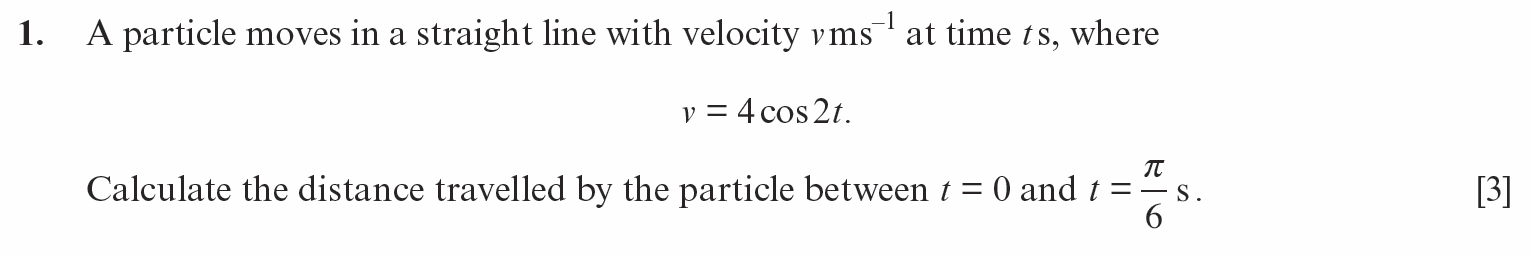 1. A particle moves in a straight line with velocity v ms⁻¹ at time t s, where
v = 4 cos 2t.
Calculate the distance travelled by the particle between t = 0 and t = π/6 s. [3]